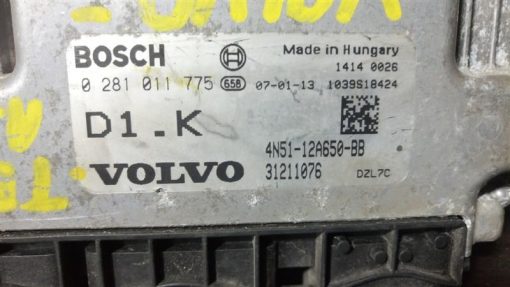 BOSCH
Made in Hungary
1414 0026
0 281 011 775 65B 07-01-13 1039S18424
D1.K
4N51-12A650-BB
VOLVO
31211076 DZL7C